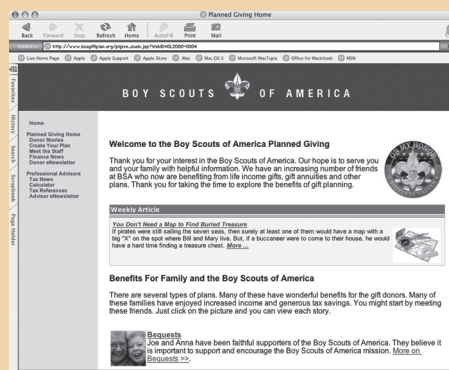 Planned Giving Home
Back Forward Stop Refresh Home AutoFill Print Mail
Address http://www.bsagiftplan.org/
Live Home Page Apple Apple Support Apple Store .Mac Mac OS X Microsoft MacTopia Office for Macintosh MSN
Favorites
History
Search
Scrapbook
Page Holder
BOY SCOUTS OF AMERICA
Home
Planned Giving Home
Donor Stories
Create Your Plan
Meet the Staff
Finance News
Donor eNewsletter
Professional Advisors
Tax News
Calculator
Tax References
Advisor eNewsletter
Welcome to the Boy Scouts of America Planned Giving
ON MY HONOR
Thank you for your interest in the Boy Scouts of America. Our hope is to serve you
and your family with helpful information. We have an increasing number of friends
at BSA who now are benefiting from life income gifts, gift annuities and other
plans. Thank you for taking the time to explore the benefits of gift planning.
Weekly Article
You Don't Need a Map to Find Buried Treasure
If pirates were still sailing the seven seas, then surely at least one of them would have a map with a
big "X" on the spot where Bill and Mary live. But, if a buccaneer were to come to their house, he would
have a hard time finding a treasure chest. More ...
Benefits For Family and the Boy Scouts of America
There are several types of plans. Many of these have wonderful benefits for the gift donors. Many of
these families have enjoyed increased income and generous tax savings. You might start by meeting
these friends. Just click on the picture and you can view each story.
Bequests
Joe and Anna have been faithful supporters of the Boy Scouts of America. They believe it
is important to support and encourage the Boy Scouts of America mission. More on
Bequests >>.